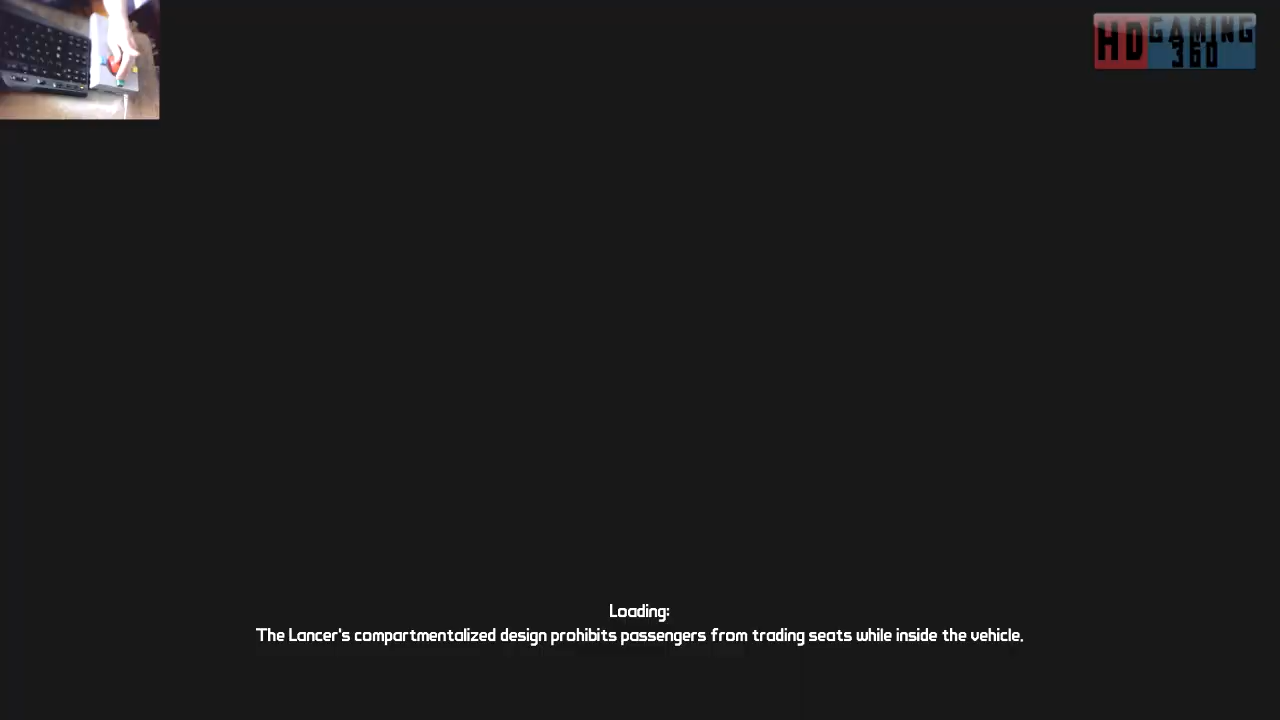 HD GAMING
360
Loading:
The Lancer's compartmentalized design prohibits passengers from trading seats while inside the vehicle.